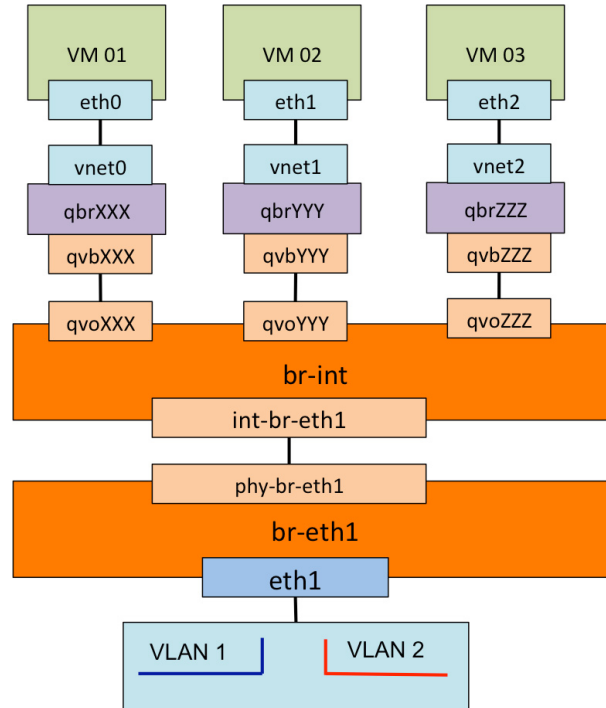 VM 01
VM 02
VM 03
eth0
eth1
eth2
vnet0
vnet1
vnet2
qbrXXX
qbrYYY
qbrZZZ
qvbXXX
qvbYYY
qvbZZZ
qvoXXX
qvoYYY
qvoZZZ
br-int
int-br-eth1
phy-br-eth1
br-eth1
eth1
VLAN 1
VLAN 2